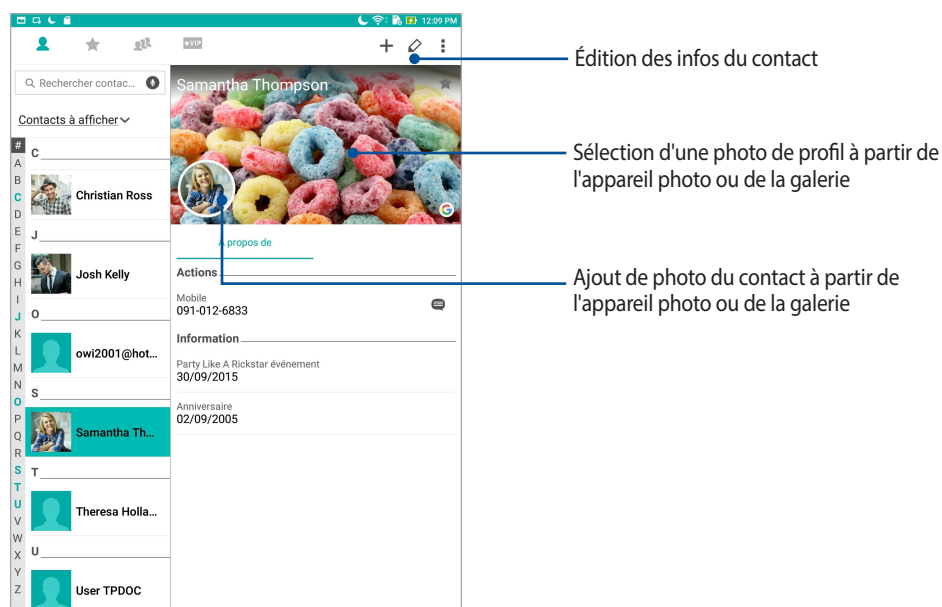 12:09 PM
VIP
Rechercher contac...
Contacts à afficher
#
A
B
C
D
E
F
G
H
I
J
K
L
M
N
O
P
Q
R
S
T
U
V
W
X
Y
Z
C
Christian Ross
J
Josh Kelly
O
owi2001@hot...
S
Samantha Th...
T
Theresa Holla...
U
User TPDOC
Samantha Thompson
G
À propos de
Actions
Mobile
091-012-6833
Information
Party Like A Rickstar événement
30/09/2015
Anniversaire
02/09/2005
Édition des infos du contact
Sélection d'une photo de profil à partir de
l'appareil photo ou de la galerie
Ajout de photo du contact à partir de
l'appareil photo ou de la galerie